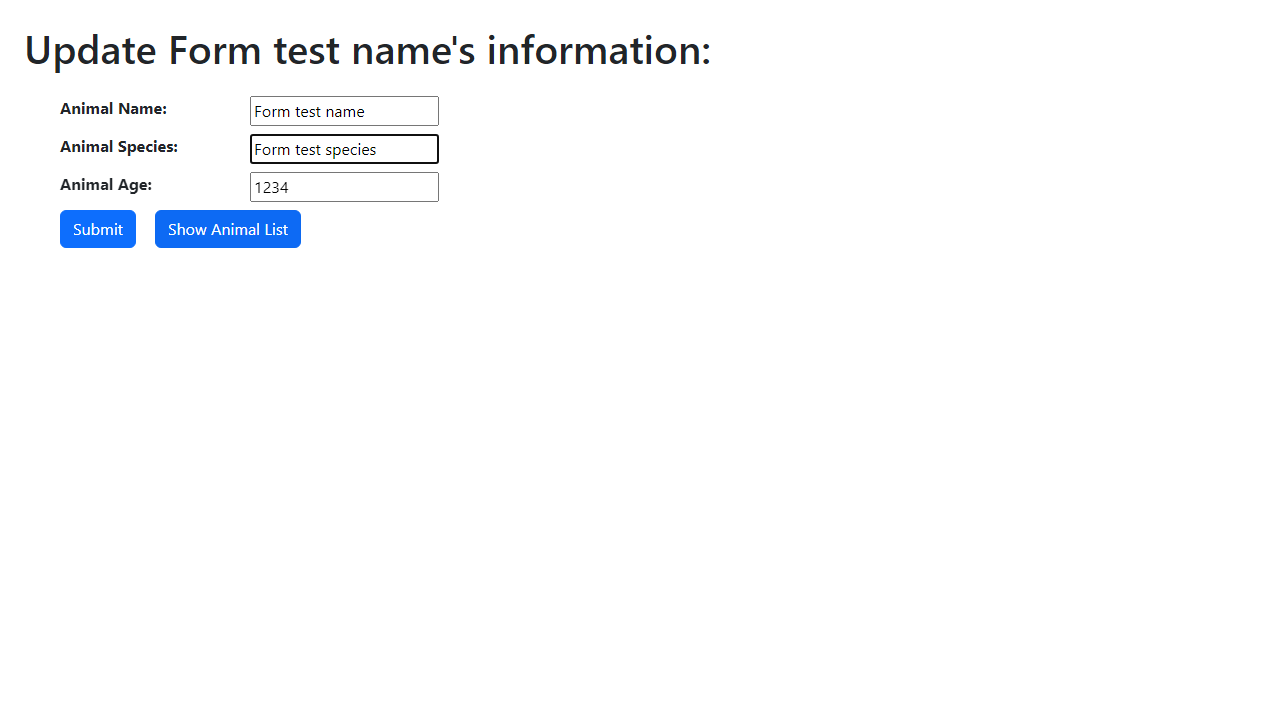 Update Form test name's information:
Animal Name: Form test name
Animal Species: Form test species
Animal Age: 1234
Submit Show Animal List